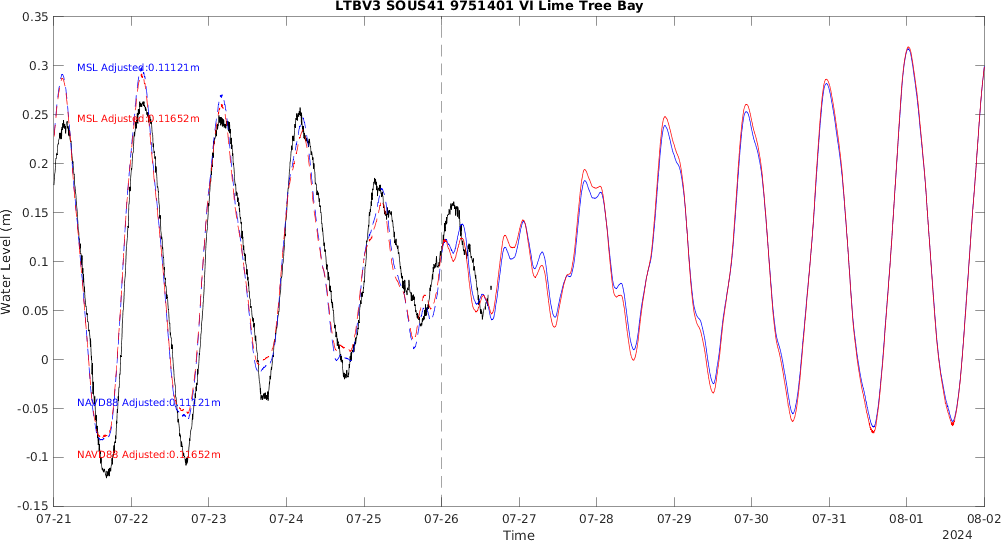 LTBV3 SOUS41 9751401 VI Lime Tree Bay
Water Level (m)
0.35
0.3
0.25
0.2
0.15
0.1
0.05
0
-0.05
-0.1
-0.15
MSL Adjusted:0.11121m
MSL Adjusted:0.11652m
NAVD88 Adjusted:0.11121m
NAVD88 Adjusted:0.11652m
07-21 07-22 07-23 07-24 07-25 07-26 07-27 07-28 07-29 07-30 07-31 08-01 08-02
Time
2024